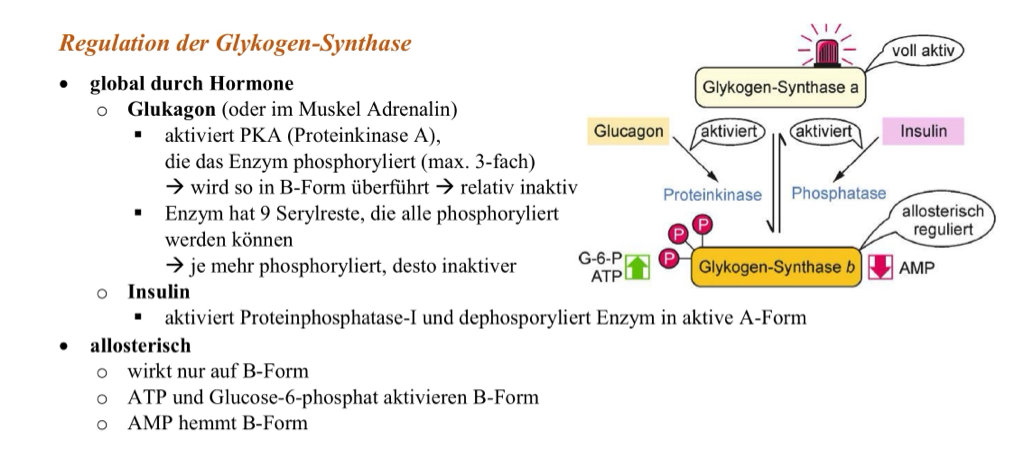 Regulation der Glykogen-Synthase
• global durch Hormone
o Glukagon (oder im Muskel Adrenalin)
▪ aktiviert PKA (Proteinkinase A),
die das Enzym phosphoryliert (max. 3-fach)
→ wird so in B-Form überführt → relativ inaktiv
▪ Enzym hat 9 Serylreste, die alle phosphoryliert
werden können
→ je mehr phosphoryliert, desto inaktiver
o Insulin
▪ aktiviert Proteinphosphatase-I und dephosporyliert Enzym in aktive A-Form
• allosterisch
o wirkt nur auf B-Form
o ATP und Glucose-6-phosphat aktivieren B-Form
o AMP hemmt B-Form
voll aktiv
Glykogen-Synthase a
Glucagon
aktiviert
aktiviert
Insulin
Proteinkinase
Phosphatase
allosterisch
reguliert
P
P
P
G-6-P
ATP
Glykogen-Synthase b
AMP